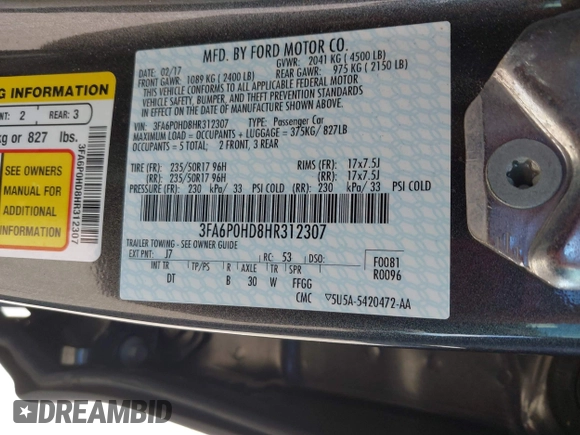 MFD. BY FORD MOTOR CO.
DATE: 02/17 GVWR: 2041 KG ( 4500 LB)
FRONT GAWR: 1089 KG ( 2400 LB) REAR GAWR: 975 KG ( 2150 LB)
THIS VEHICLE CONFORMS TO ALL APPLICABLE FEDERAL MOTOR
VEHICLE SAFETY, BUMPER, AND THEFT PREVENTION STANDARDS
IN EFFECT ON THE DATE OF MANUFACTURE SHOWN ABOVE.
VIN: 3FA6P0HD8HR312307 TYPE: Passenger Car
MAXIMUM LOAD = OCCUPANTS + LUGGAGE = 375KG / 827LB
OCCUPANTS = 5 TOTAL: 2 FRONT, 3 REAR
TIRE (FR): 235/50R17 96H RIMS (FR): 17x7.5J
(RR): 235/50R17 96H (RR): 17x7.5J
PRESSURE (FR): 230 kPa/ 33 PSI COLD (RR): 230 kPa/ 33 PSI COLD
3FA6P0HD8HR312307
TRAILER TOWING - SEE OWNER GUIDE
EXT PNT: J7 RC: 53 DSO:
F0081
R0096
INT TR TP/PS R AXLE TR SPR
DT B 30 W FFGG
CMC ▽5U5A-5420472-AA
G INFORMATION
NT: 2 REAR: 3
kg or 827 lbs.
SEE OWNERS
MANUAL FOR
ADDITIONAL
INFORMATION
3FA6P0HD8HR312307
DREAMBID